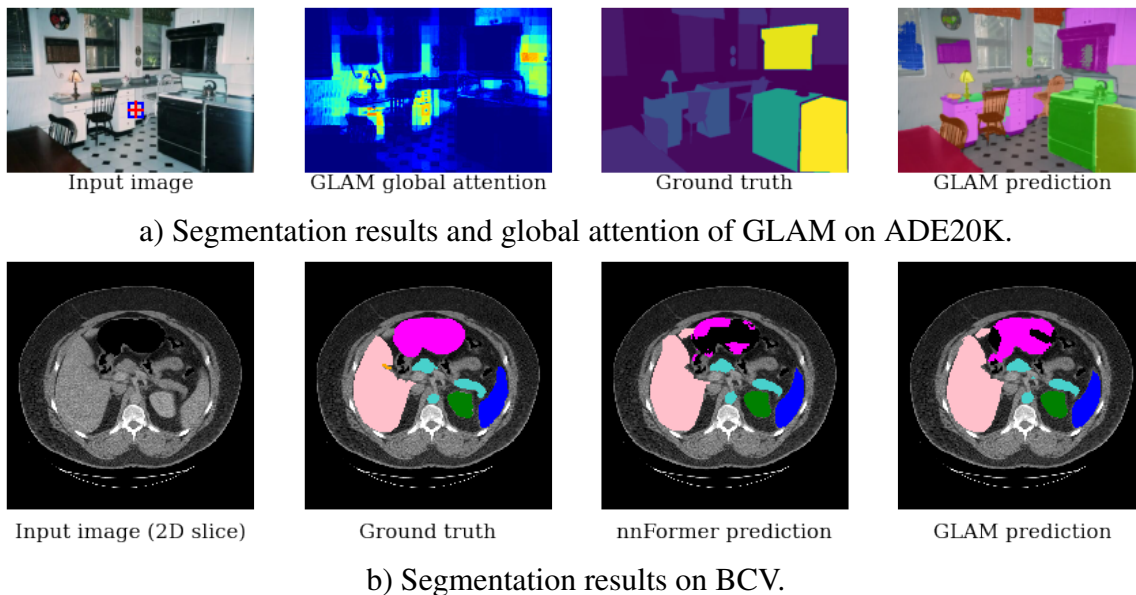 Input image
GLAM global attention
Ground truth
GLAM prediction
a) Segmentation results and global attention of GLAM on ADE20K.
Input image (2D slice)
Ground truth
nnFormer prediction
GLAM prediction
b) Segmentation results on BCV.